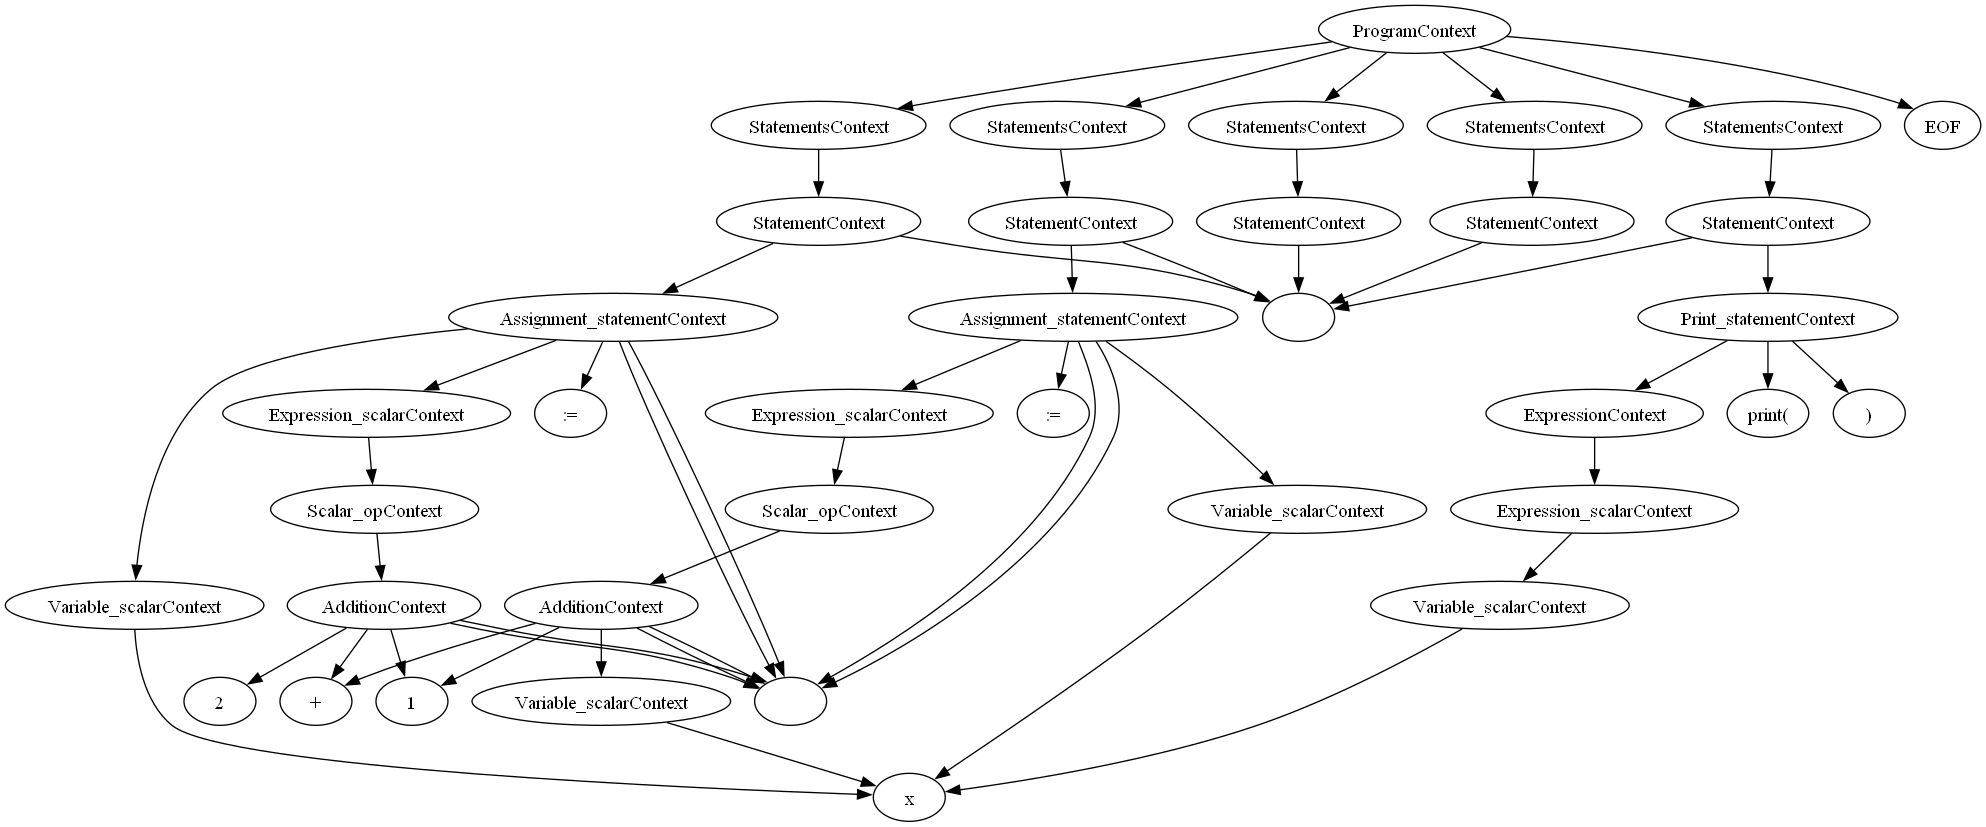 ProgramContext
StatementsContext
StatementsContext
StatementsContext
StatementsContext
StatementsContext
EOF
StatementContext
StatementContext
StatementContext
StatementContext
StatementContext
Assignment_statementContext
Assignment_statementContext
Print_statementContext
Expression_scalarContext
:=
Expression_scalarContext
:=
ExpressionContext
print(
)
Scalar_opContext
Scalar_opContext
Variable_scalarContext
Expression_scalarContext
Variable_scalarContext
AdditionContext
AdditionContext
Variable_scalarContext
2
+
1
Variable_scalarContext
x